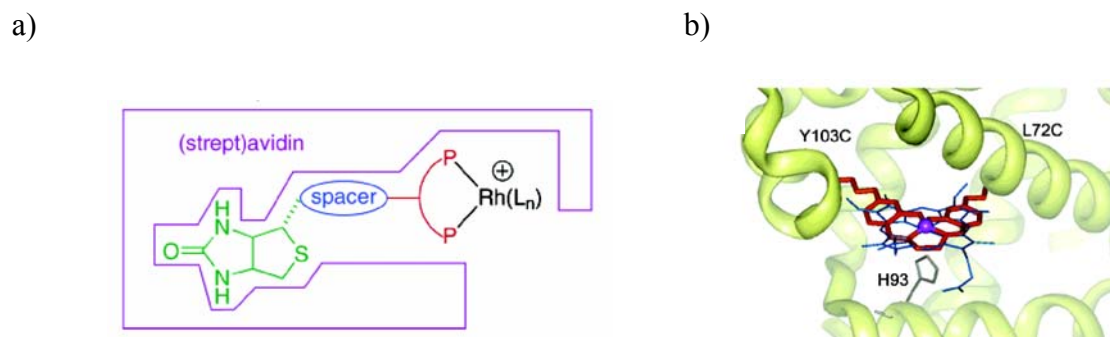 a)
b)
(strept)avidin
P
+
spacer
Rh(Ln)
P
H
N
O
S
N
H
Y103C
L72C
H93